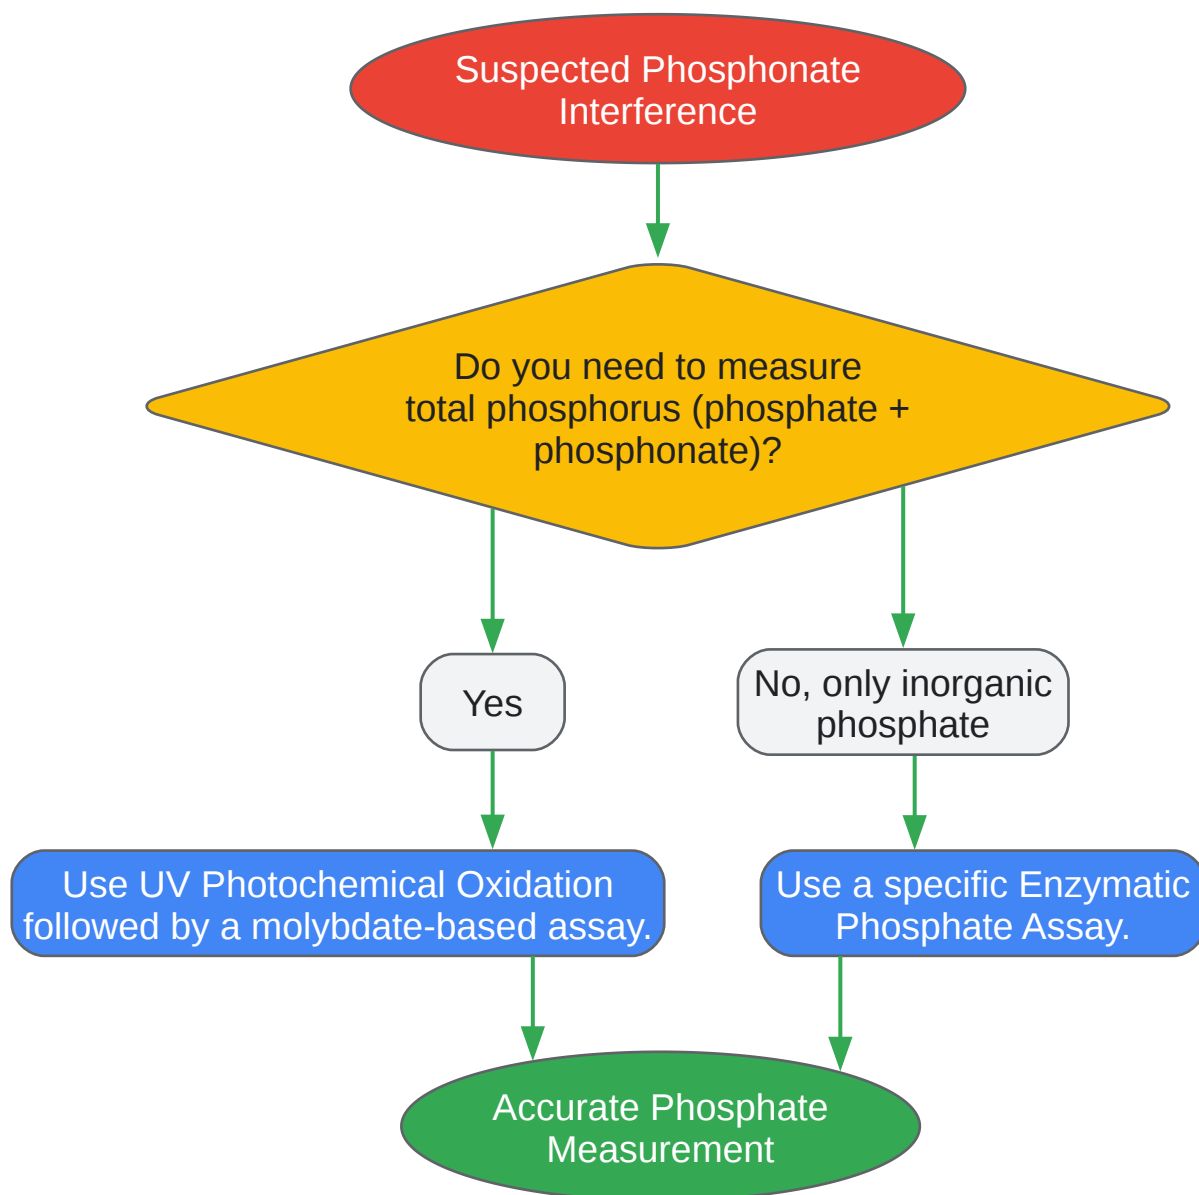 Suspected Phosphonate
Interference
Do you need to measure
total phosphorus (phosphate +
phosphonate)?
Yes
No, only inorganic
phosphate
Use UV Photochemical Oxidation
followed by a molybdate-based assay.
Use a specific Enzymatic
Phosphate Assay.
Accurate Phosphate
Measurement